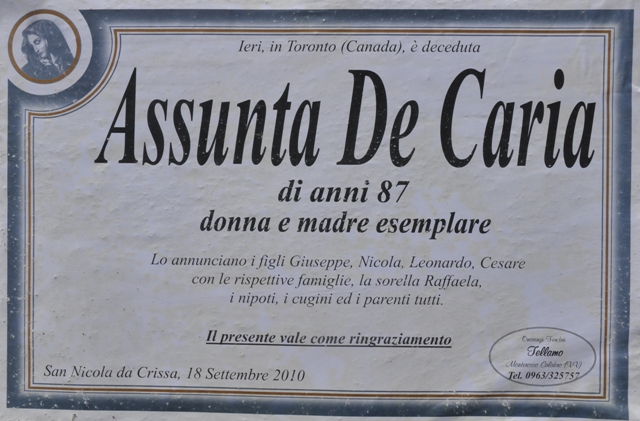 Ieri, in Toronto (Canada), è deceduta
Assunta De Caria
di anni 87
donna e madre esemplare
Lo annunciano i figli Giuseppe, Nicola, Leonardo, Cesare
con le rispettive famiglie, la sorella Raffaela,
i nipoti, i cugini ed i parenti tutti.
Il presente vale come ringraziamento
San Nicola da Crissa, 18 Settembre 2010
Tellamo
(VV)
Tel. 0963/325757